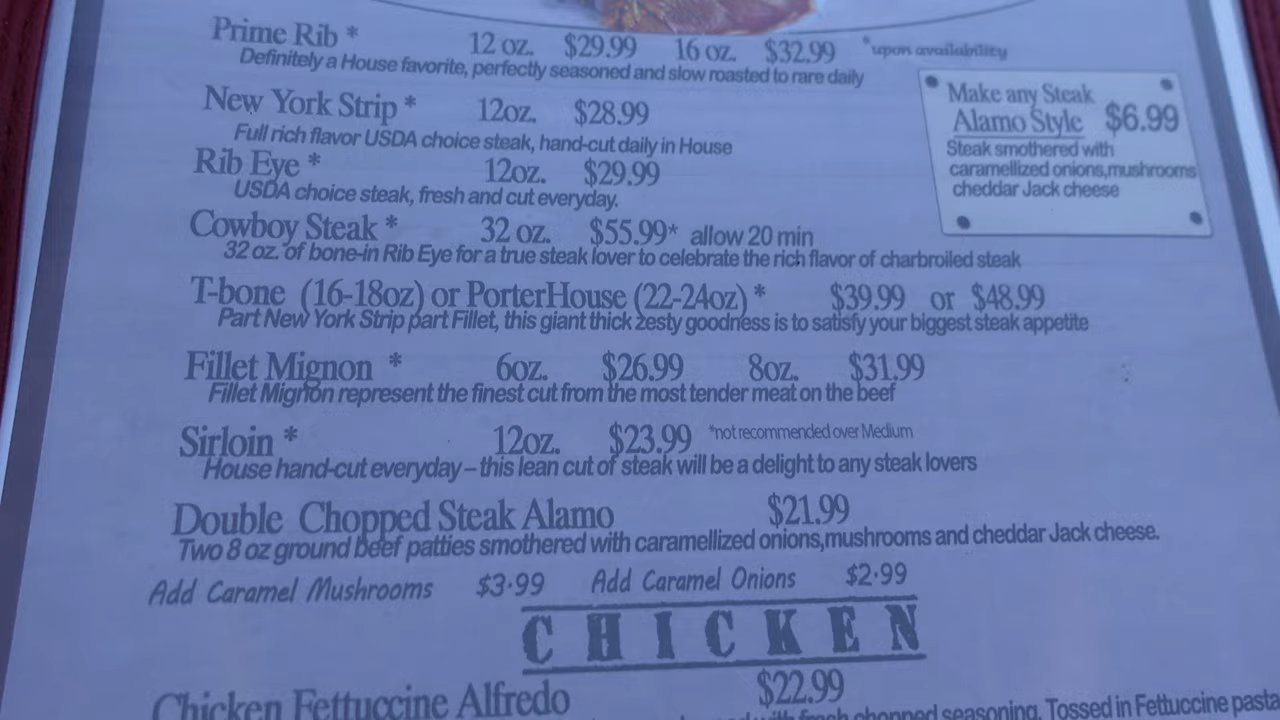 Prime Rib * 12 oz. $29.99 16 oz. $32.99 *upon availability
Definitely a House favorite, perfectly seasoned and slow roasted to rare daily
Make any Steak
Alamo Style $6.99
Steak smothered with
caramellized onions,mushrooms
cheddar Jack cheese
New York Strip * 12oz. $28.99
Full rich flavor USDA choice steak, hand-cut daily in House
Rib Eye * 12oz. $29.99
USDA choice steak, fresh and cut everyday.
Cowboy Steak * 32 oz. $55.99* allow 20 min
32 oz. of bone-in Rib Eye for a true steak lover to celebrate the rich flavor of charbroiled steak
T-bone (16-18oz) or PorterHouse (22-24oz) * $39.99 or $48.99
Part New York Strip part Fillet, this giant thick zesty goodness is to satisfy your biggest steak appetite
Fillet Mignon * 6oz. $26.99 8oz. $31.99
Fillet Mignon represent the finest cut from the most tender meat on the beef
Sirloin * 12oz. $23.99 *not recommended over Medium
House hand-cut everyday – this lean cut of steak will be a delight to any steak lovers
Double Chopped Steak Alamo $21.99
Two 8 oz ground beef patties smothered with caramellized onions,mushrooms and cheddar Jack cheese.
Add Caramel Mushrooms $3.99 Add Caramel Onions $2.99
CHICKEN
Chicken Fettuccine Alfredo $22.99
with fresh chopped seasoning. Tossed in Fettuccine pasta